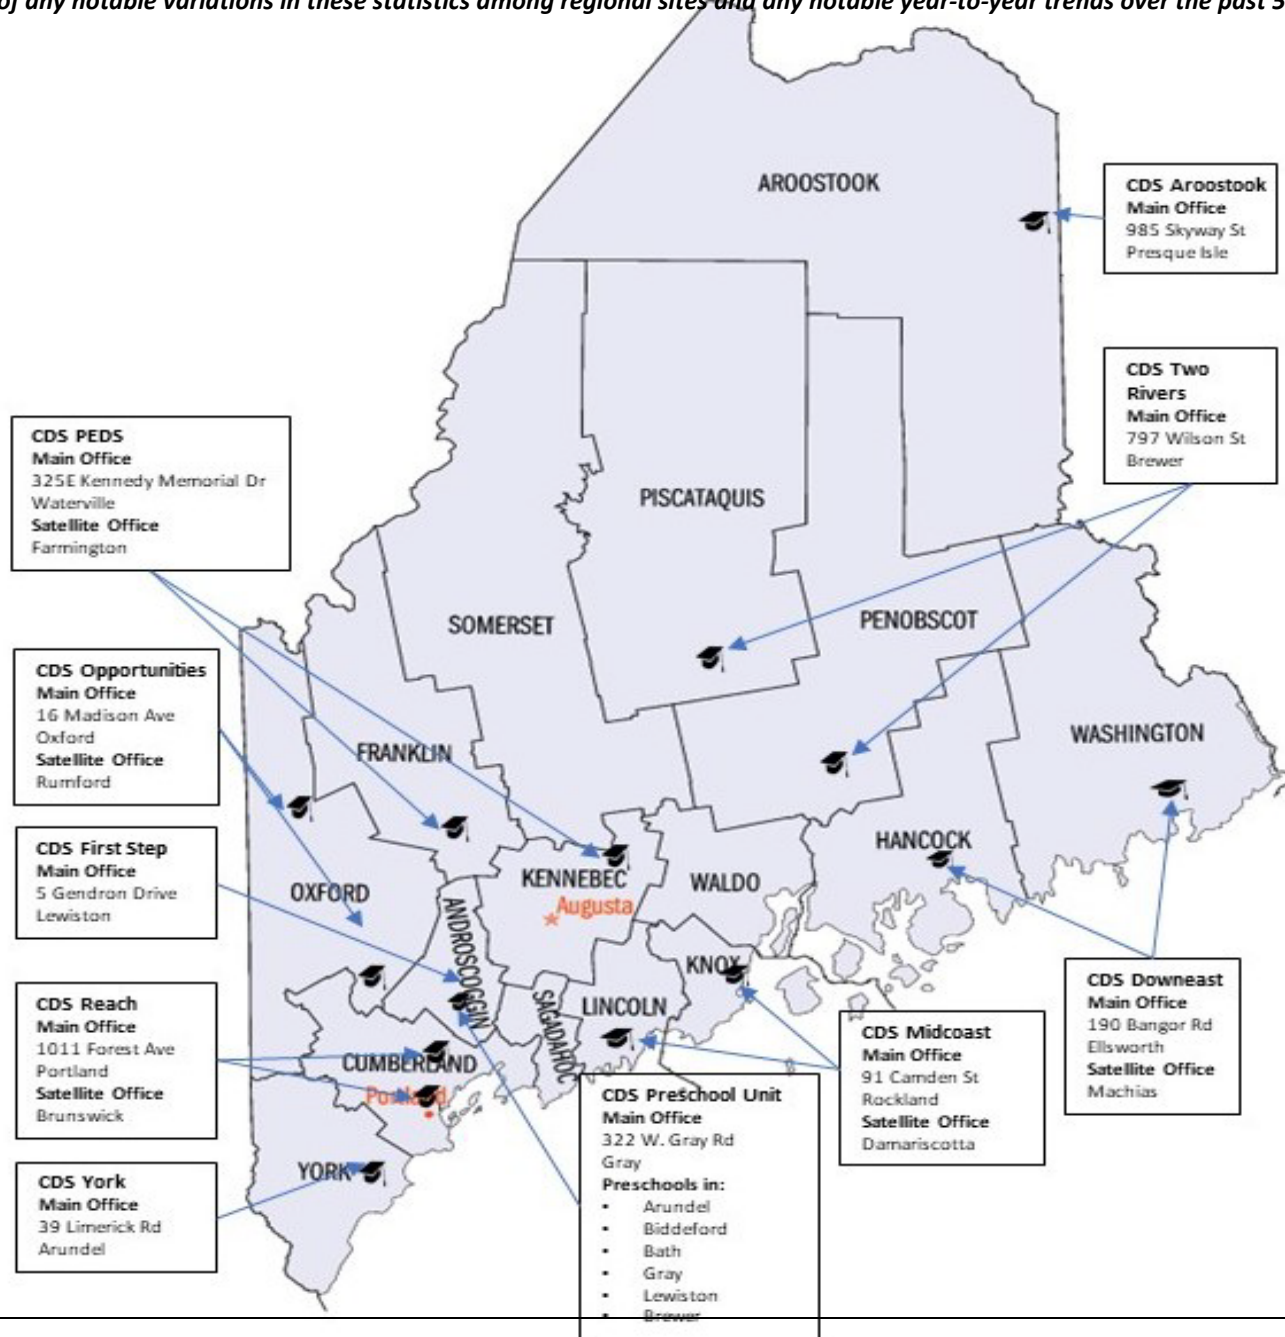 of any notable variations in these statistics among regional sites and any notable year-to-year trends over the past 5
AROOSTOOK
CDS Aroostook
Main Office
985 Skyway St
Presque Isle
CDS Two
Rivers
Main Office
797 Wilson St
Brewer
CDS PEDS
Main Office
325E Kennedy Memorial Dr
Waterville
Satellite Office
Farmington
PISCATAQUIS
SOMERSET
PENOBSCOT
CDS Opportunities
Main Office
16 Madison Ave
Oxford
Satellite Office
Rumford
FRANKLIN
WASHINGTON
CDS First Step
Main Office
5 Gendron Drive
Lewiston
OXFORD
KENNEBEC
Augusta
WALDO
HANCOCK
ANDROSCOGGIN
KNOX
SAGADAHOC
LINCOLN
CDS Reach
Main Office
1011 Forest Ave
Portland
Satellite Office
Brunswick
CUMBERLAND
Portland
CDS Downeast
Main Office
190 Bangor Rd
Ellsworth
Satellite Office
Machias
CDS Midcoast
Main Office
91 Camden St
Rockland
Satellite Office
Damariscotta
CDS Preschool Unit
Main Office
322 W. Gray Rd
Gray
Preschools in:
▪ Arundel
▪ Biddeford
▪ Bath
▪ Gray
▪ Lewiston
▪ Brewer
CDS York
Main Office
39 Limerick Rd
Arundel
YORK